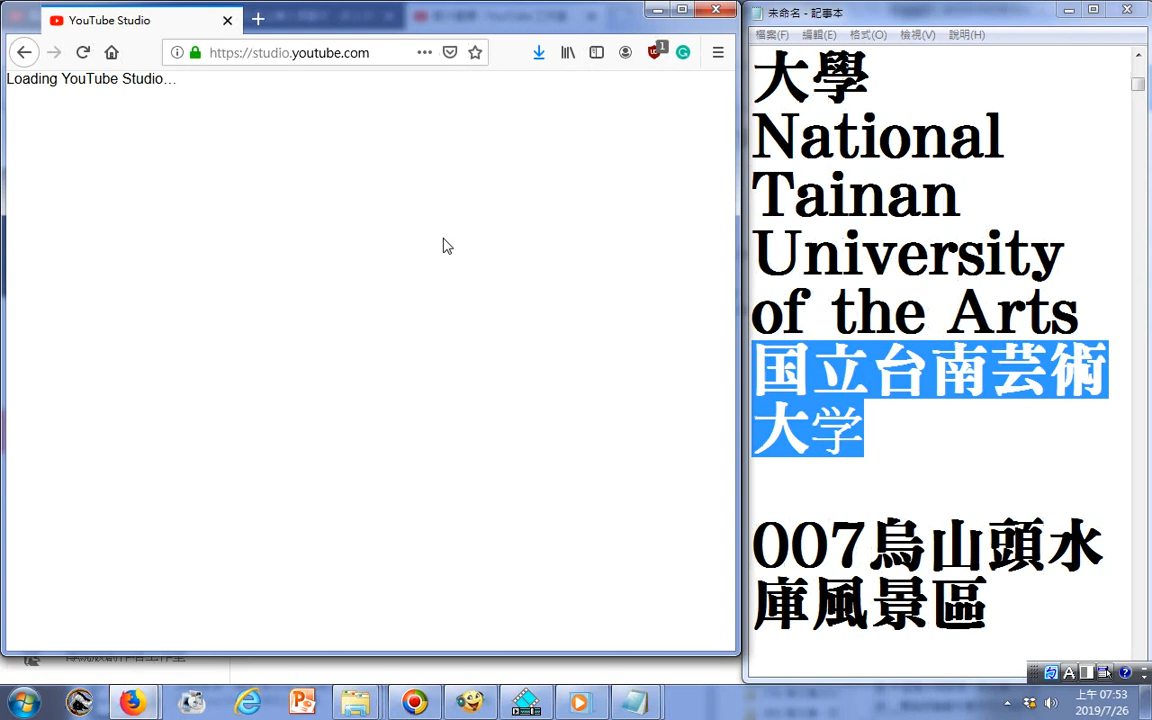 YouTube Studio
YouTube
https://studio.youtube.com
1
Loading YouTube Studio…
未命名 - 記事本
檔案(F) 編輯(E) 格式(O) 檢視(V) 說明(H)
大學
National
Tainan
University
of the Arts
国立台南芸術
大学
007烏山頭水
庫風景區
A
上午 07:53
2019/7/26